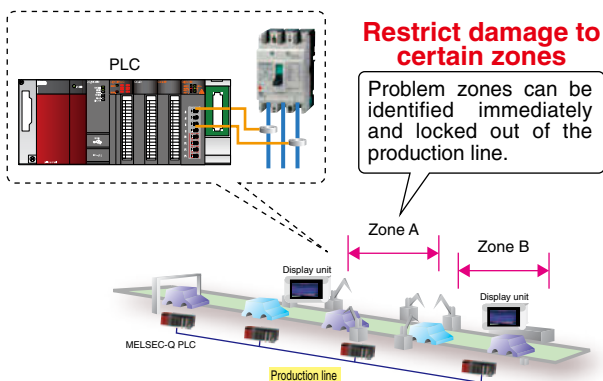 Restrict damage to
certain zones
PLC
Problem zones can be
identified immediately
and locked out of the
production line.
Zone A
Zone B
Display unit
Display unit
MELSEC-Q PLC
Production line